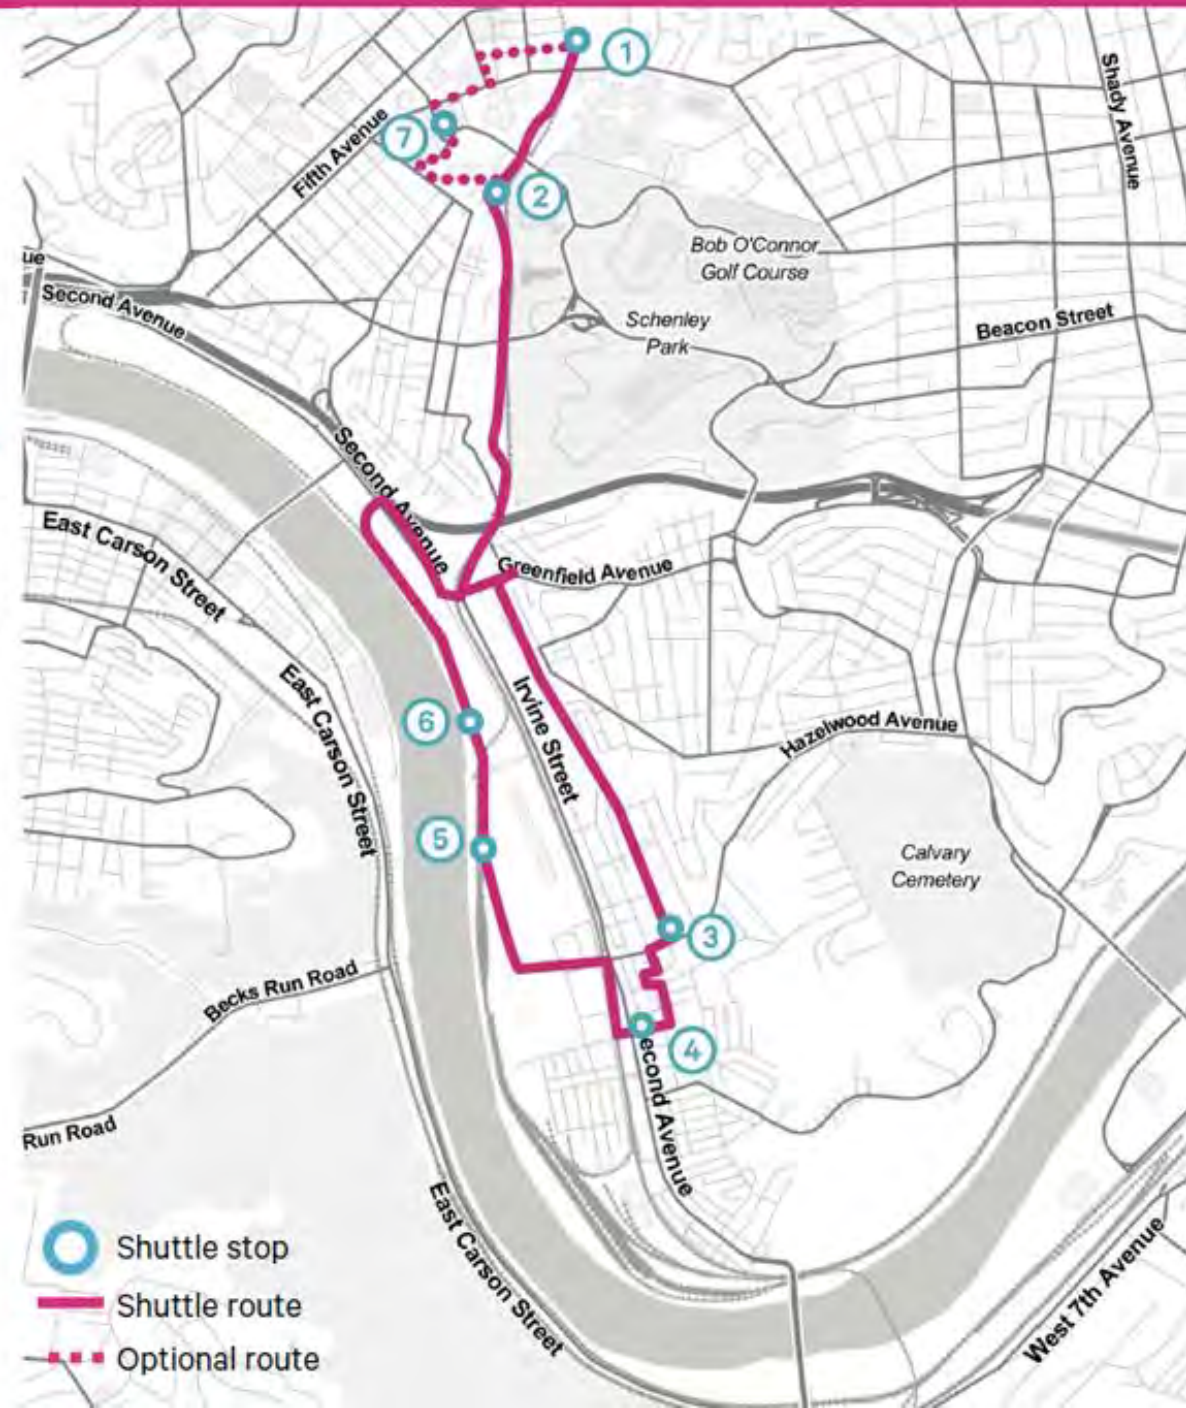 1
Shady Avenue
7
Fifth Avenue
2
Bob O'Connor
Golf Course
ue
Second Avenue
Schenley
Park
Beacon Street
Second Avenue
East Carson Street
Greenfield Avenue
East Carson Street
Irvine Street
6
Hazelwood Avenue
5
Calvary
Cemetery
3
Becks Run Road
4
econd Avenue
Run Road
East Carson Street
West 7th Avenue
Shuttle stop
Shuttle route
Optional route